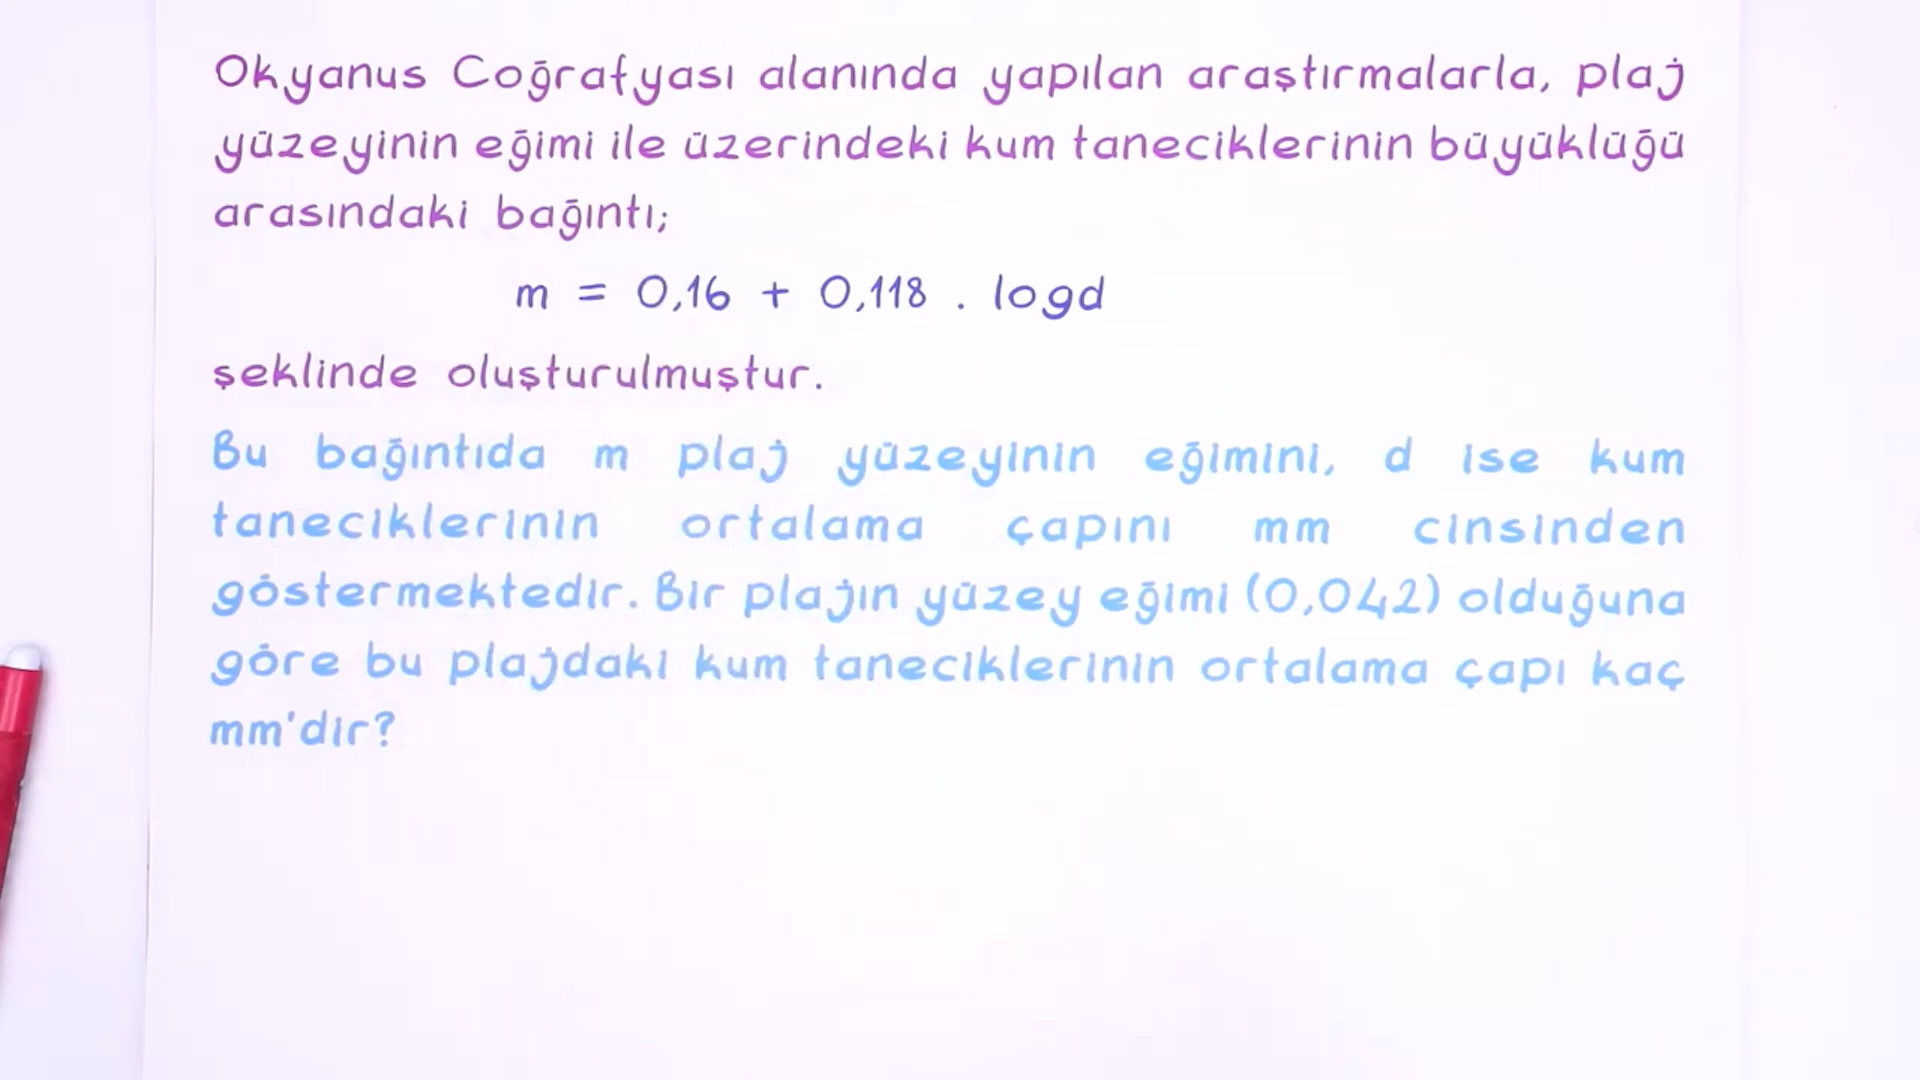 Okyanus Coğrafyası alanında yapılan araştırmalarla, plaj
yüzeyinin eğimi ile üzerindeki kum taneciklerinin büyüklüğü
arasındaki bağıntı;
m = 0,16 + 0,118 . logd
şeklinde oluşturulmuştur.
Bu bağıntıda m plaj yüzeyinin eğimini, d ise kum
taneciklerinin ortalama çapını mm cinsinden
göstermektedir. Bir plajın yüzey eğimi (0,042) olduğuna
göre bu plajdaki kum taneciklerinin ortalama çapı kaç
mm'dir?